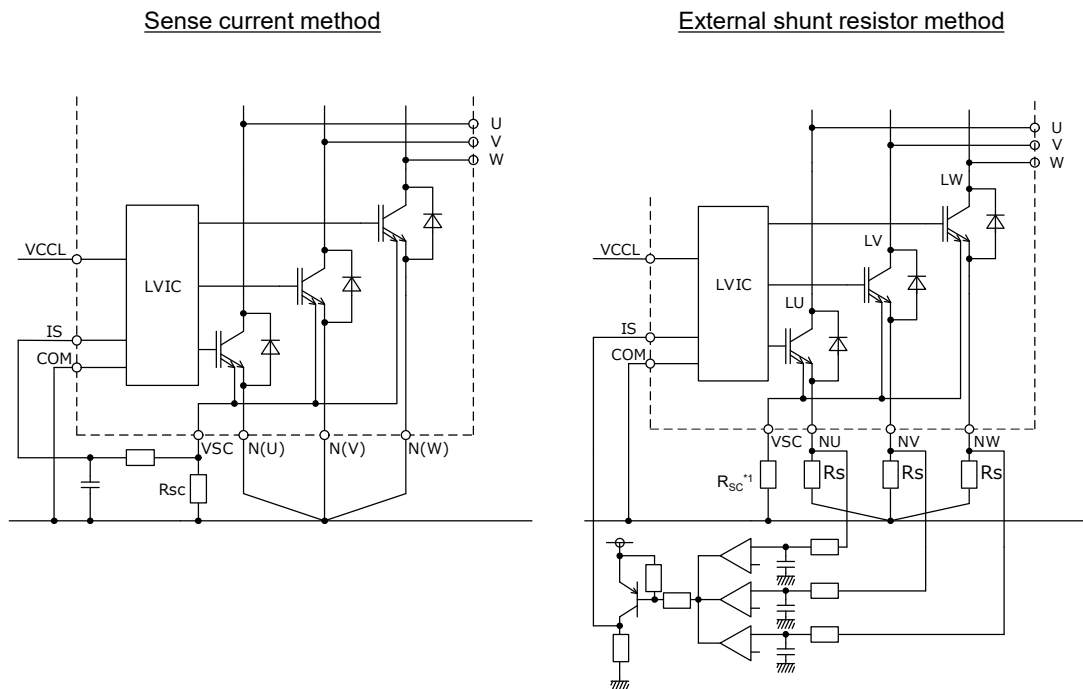 Sense current method
U
V
W
VCCL
LVIC
IS
COM
VSC
N(U)
N(V)
N(W)
Rsc
External shunt resistor method
U
V
W
LW
VCCL
LV
LVIC
LU
IS
COM
VSC
NU
NV
NW
RSC*1
Rs
Rs
Rs